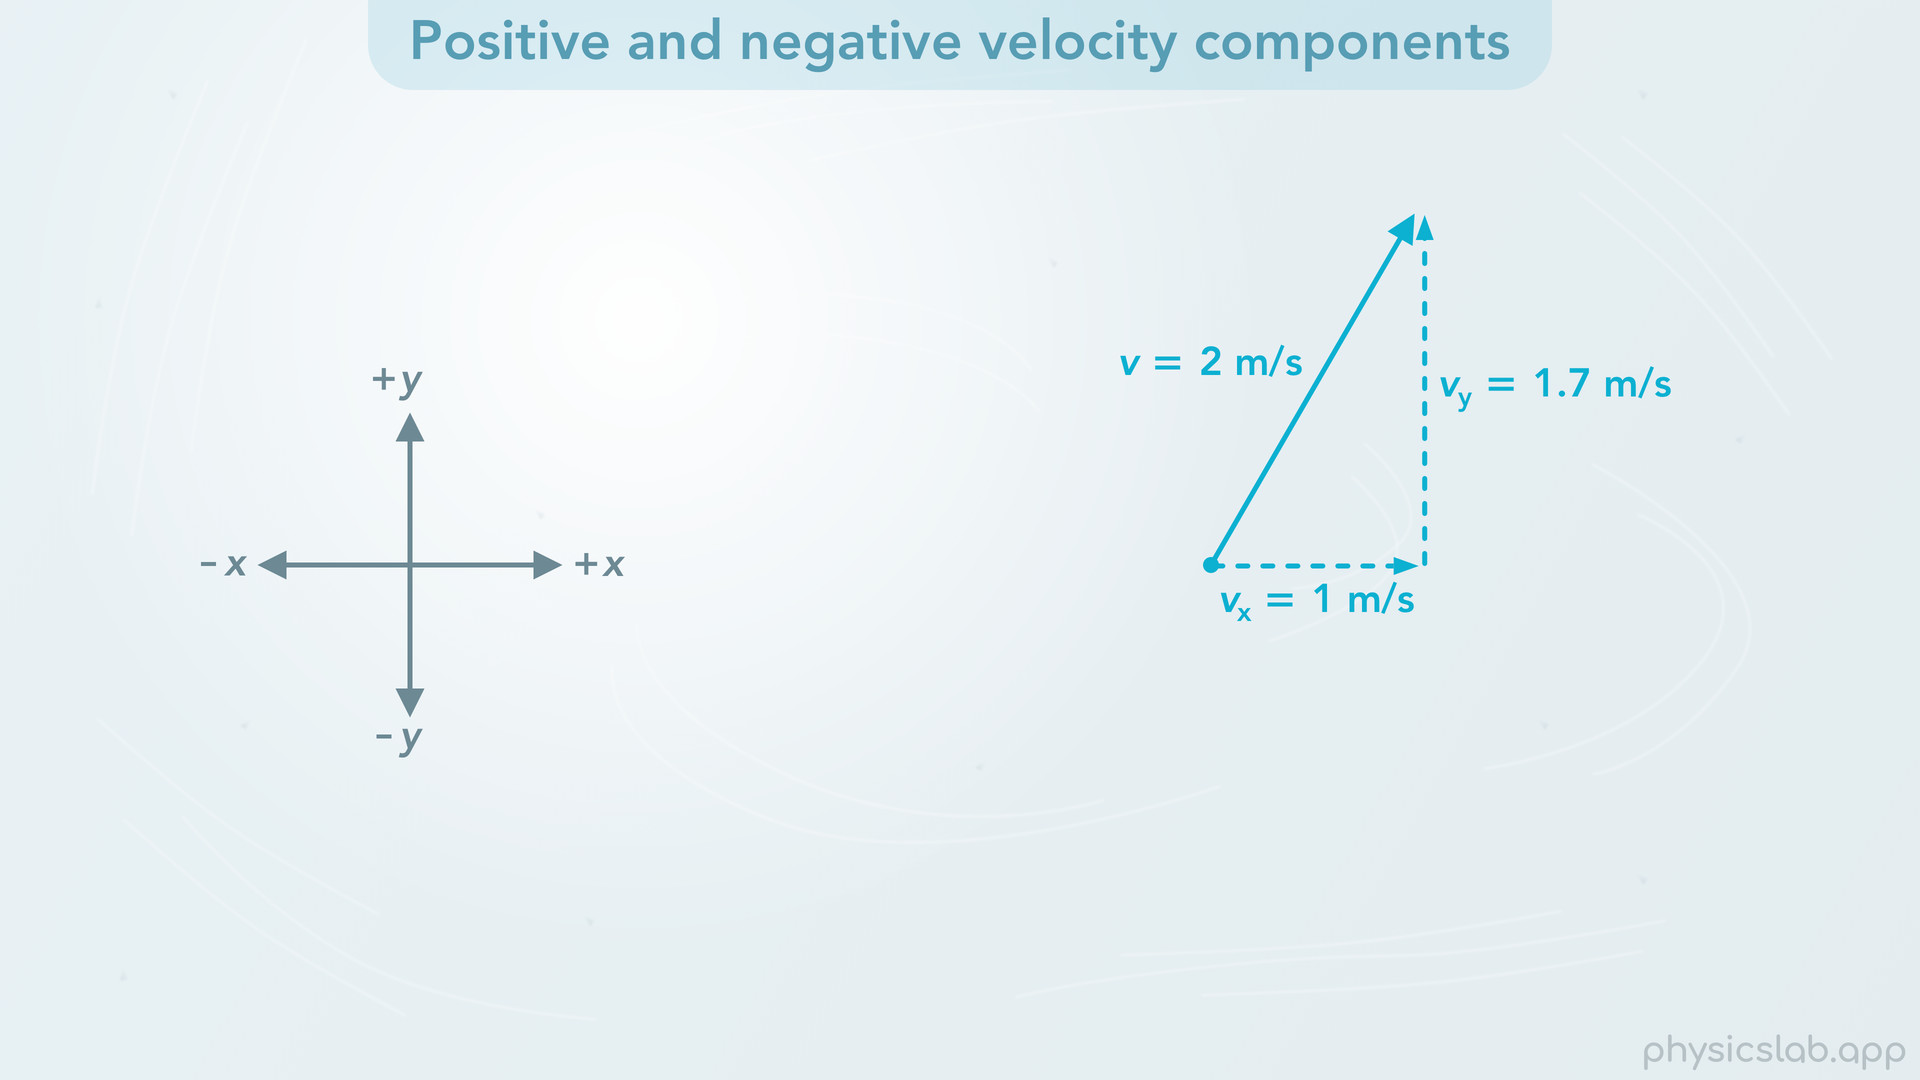 Positive and negative velocity components
+y
-x
+x
-y
v = 2 m/s
vy = 1.7 m/s
vx = 1 m/s
physicslab.app